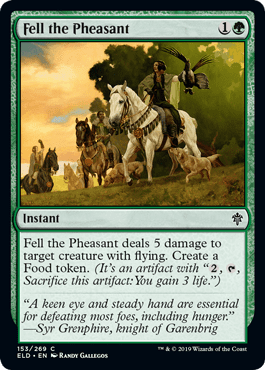 Fell the Pheasant 1
Instant
Fell the Pheasant deals 5 damage to
target creature with flying. Create a
Food token. (It's an artifact with “2, ,
Sacrifice this artifact: You gain 3 life.”)
“A keen eye and steady hand are essential
for defeating most foes, including hunger.”
—Syr Grenphire, knight of Garenbrig
153/269 C
ELD • EN Randy Gallegos
™ & © 2019 Wizards of the Coast